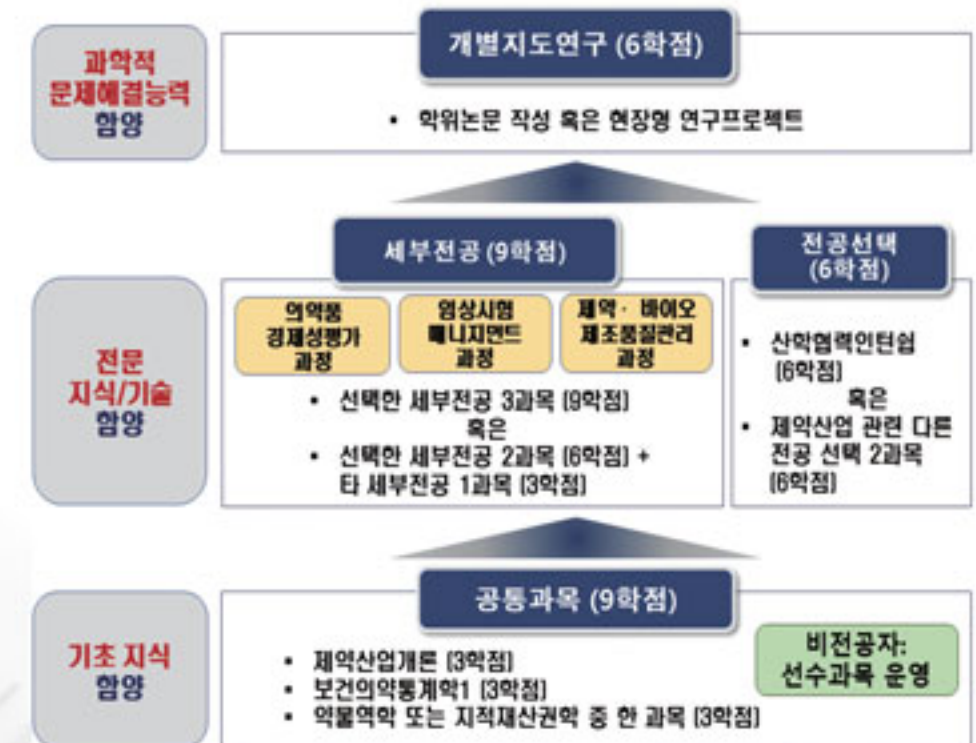 개별지도연구 (6학점)
과학적
문제해결능력
함양
• 학위논문 작성 혹은 현장형 연구프로젝트
세부전공 (9학점)
전공선택
(6학점)
의약품
경제성평가
과정
임상시험
매니지먼트
과정
제약· 바이오
제조품질관리
과정
전문
지식/기술
함양
• 선택한 세부전공 3과목 (9학점)
혹은
• 선택한 세부전공 2과목 (6학점) +
타 세부전공 1과목 (3학점)
• 산학협력인턴쉽
(6학점)
혹은
• 제약산업 관련 다른
전공 선택 2과목
(6학점)
공통과목 (9학점)
기초 지식
함양
• 제약산업개론 (3학점)
• 보건의약통계학1 (3학점)
• 약물역학 또는 지적재산권학 중 한 과목 (3학점)
비전공자:
선수과목 운영